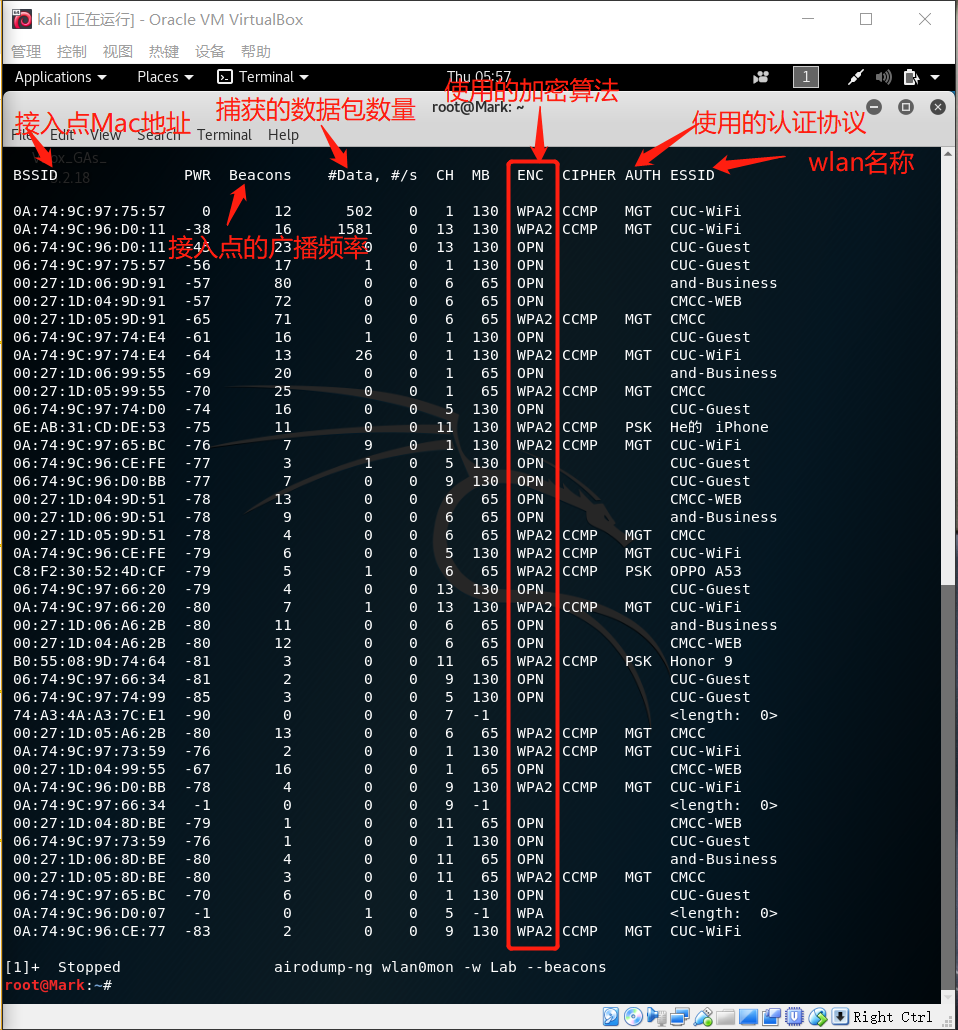 kali [正在运行] - Oracle VM VirtualBox
管理 控制 视图 热键 设备 帮助
Applications Places Terminal Thu 05:57 1
使用的加密算法
root@Mark: ~
捕获的数据包数量
接入点Mac地址
使用的认证协议
File Edit View Search Terminal Help
wlan名称
BSSID PWR Beacons #Data, #/s CH MB ENC CIPHER AUTH ESSID
0A:74:9C:97:75:57 0 12 502 0 1 130 WPA2 CCMP MGT CUC-WiFi
0A:74:9C:96:D0:11 -38 16 1581 0 13 130 WPA2 CCMP MGT CUC-WiFi
接入点的广播频率
06:74:9C:96:D0:11 -45 23 0 0 13 130 OPN CUC-Guest
06:74:9C:97:75:57 -56 17 1 0 1 130 OPN CUC-Guest
00:27:1D:06:9D:91 -57 80 0 0 6 65 OPN and-Business
00:27:1D:04:9D:91 -57 72 0 0 6 65 OPN CMCC-WEB
00:27:1D:05:9D:91 -65 71 0 0 6 65 WPA2 CCMP MGT CMCC
06:74:9C:97:74:E4 -61 16 1 0 1 130 OPN CUC-Guest
0A:74:9C:97:74:E4 -64 13 26 0 1 130 WPA2 CCMP MGT CUC-WiFi
00:27:1D:06:99:55 -69 20 0 0 1 65 OPN and-Business
00:27:1D:05:99:55 -70 25 0 0 1 65 WPA2 CCMP MGT CMCC
06:74:9C:97:74:D0 -74 16 0 0 5 130 OPN CUC-Guest
6E:AB:31:CD:DE:53 -75 11 0 0 11 130 WPA2 CCMP PSK He的 iPhone
0A:74:9C:97:65:BC -76 7 9 0 1 130 WPA2 CCMP MGT CUC-WiFi
06:74:9C:96:CE:FE -77 3 1 0 5 130 OPN CUC-Guest
06:74:9C:96:D0:BB -77 7 0 0 9 130 OPN CUC-Guest
00:27:1D:04:9D:51 -78 13 0 0 6 65 OPN CMCC-WEB
00:27:1D:06:9D:51 -78 9 0 0 6 65 OPN and-Business
00:27:1D:05:9D:51 -78 4 0 0 6 65 WPA2 CCMP MGT CMCC
0A:74:9C:96:CE:FE -79 6 0 0 5 130 WPA2 CCMP MGT CUC-WiFi
C8:F2:30:52:4D:CF -79 5 1 0 6 65 WPA2 CCMP PSK OPPO A53
06:74:9C:97:66:20 -79 4 0 0 13 130 OPN CUC-Guest
0A:74:9C:97:66:20 -80 7 1 0 13 130 WPA2 CCMP MGT CUC-WiFi
00:27:1D:06:A6:2B -80 11 0 0 6 65 OPN and-Business
00:27:1D:04:A6:2B -80 12 0 0 6 65 OPN CMCC-WEB
B0:55:08:9D:74:64 -81 3 0 0 11 65 WPA2 CCMP PSK Honor 9
06:74:9C:97:66:34 -81 2 0 0 9 130 OPN CUC-Guest
06:74:9C:97:74:99 -85 3 0 0 5 130 OPN CUC-Guest
74:A3:4A:A3:7C:E1 -90 0 0 0 7 -1 <length: 0>
00:27:1D:05:A6:2B -80 13 0 0 6 65 WPA2 CCMP MGT CMCC
0A:74:9C:97:73:59 -76 2 0 0 1 130 WPA2 CCMP MGT CUC-WiFi
00:27:1D:04:99:55 -67 16 0 0 1 65 OPN CMCC-WEB
0A:74:9C:96:D0:BB -78 4 0 0 9 130 WPA2 CCMP MGT CUC-WiFi
0A:74:9C:97:66:34 -1 0 0 0 9 -1 <length: 0>
00:27:1D:04:8D:BE -79 1 0 0 11 65 OPN CMCC-WEB
06:74:9C:97:73:59 -76 1 0 0 1 130 OPN CUC-Guest
00:27:1D:06:8D:BE -80 4 0 0 11 65 OPN and-Business
00:27:1D:05:8D:BE -80 3 0 0 11 65 WPA2 CCMP MGT CMCC
06:74:9C:97:65:BC -70 6 0 0 1 130 OPN CUC-Guest
0A:74:9C:96:D0:07 -1 0 1 0 5 -1 WPA <length: 0>
0A:74:9C:96:CE:77 -83 2 0 0 9 130 WPA2 CCMP MGT CUC-WiFi
[1]+ Stopped airodump-ng wlan0mon -w Lab --beacons
root@Mark:~#
Right Ctrl